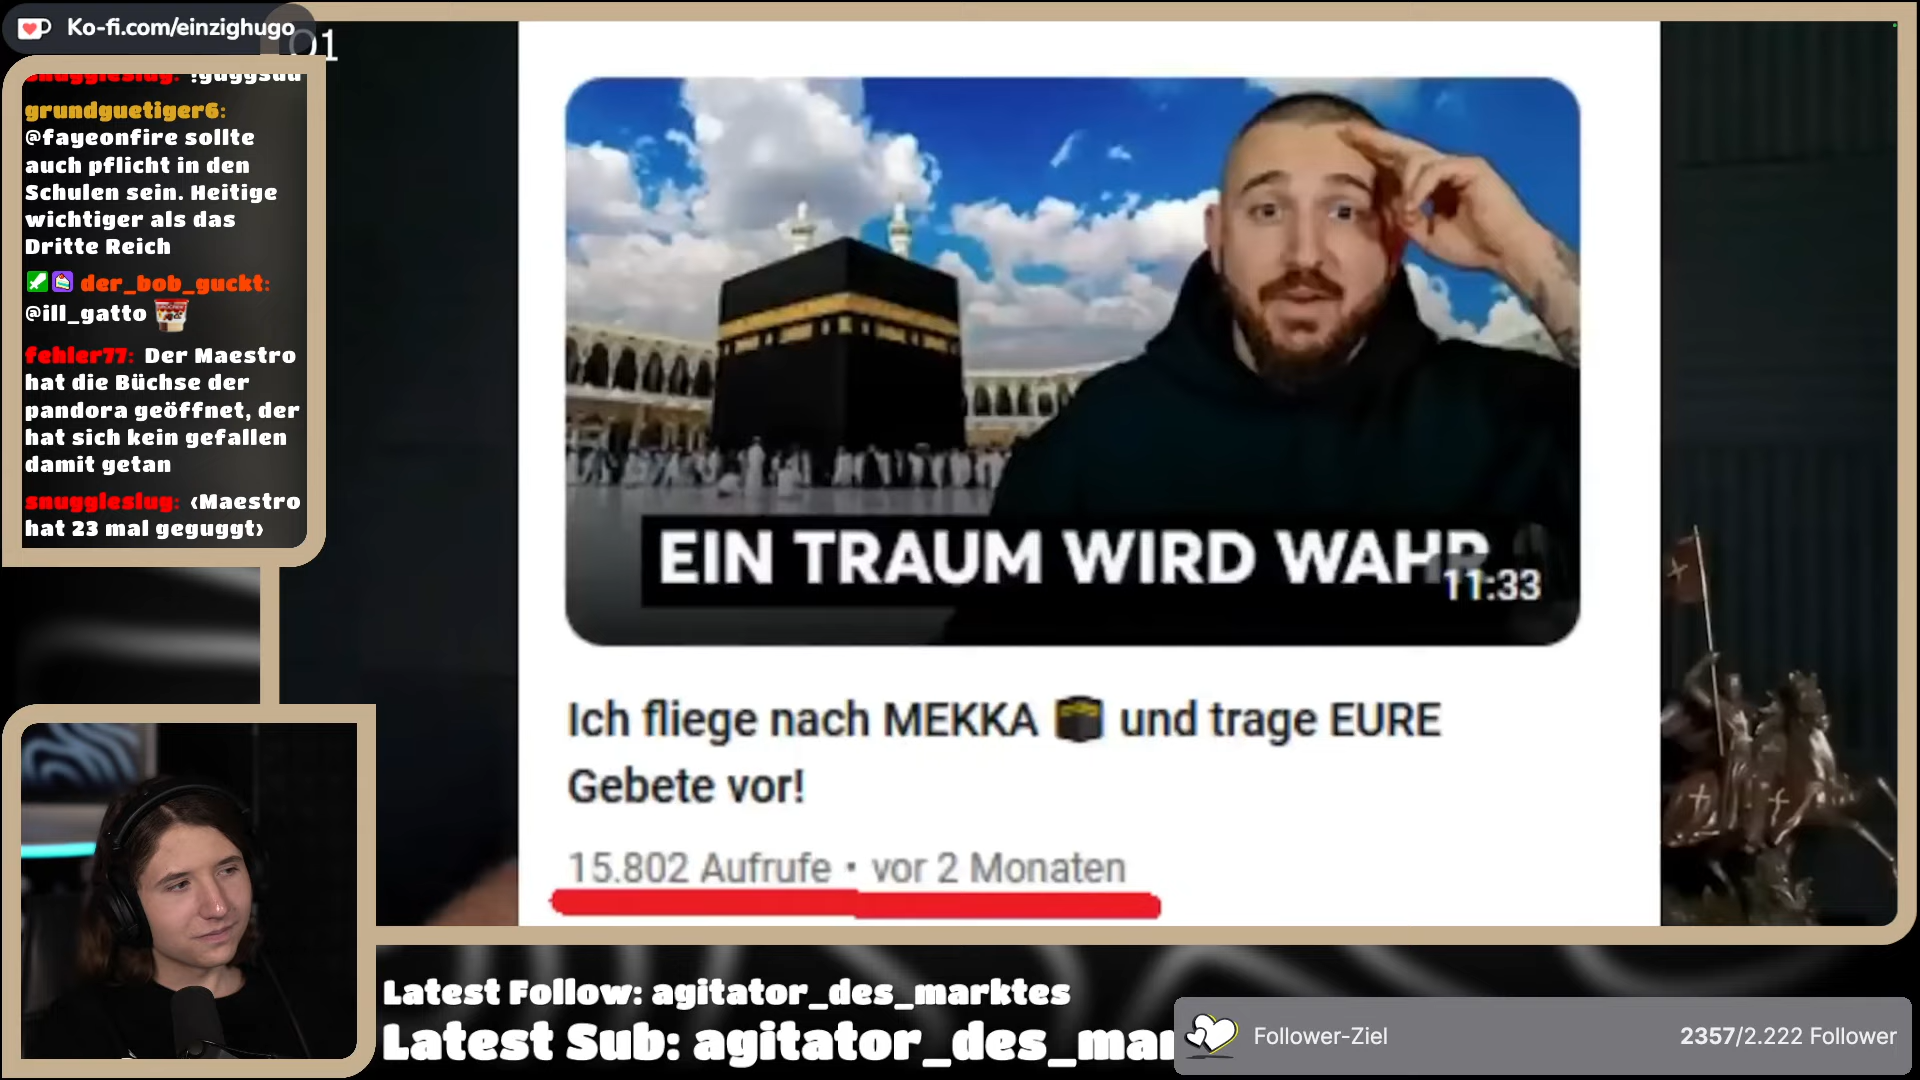 Ko-fi.com/einzighugo
01
snuggleslug: !guggsuu
grundguetiger6:
@fayeonfire sollte
auch pflicht in den
Schulen sein. Heitige
wichtiger als das
Dritte Reich
der_bob_guckt:
@ill_gatto
fehler77: Der Maestro
hat die Büchse der
pandora geöffnet, der
hat sich kein gefallen
damit getan
snuggleslug: ‹Maestro
hat 23 mal geguggt›
EIN TRAUM WIRD WAHR
11:33
Ich fliege nach MEKKA und trage EURE
Gebete vor!
15.802 Aufrufe • vor 2 Monaten
Latest Follow: agitator_des_marktes
Latest Sub: agitator_des_mar
Follower-Ziel
2357/2.222 Follower